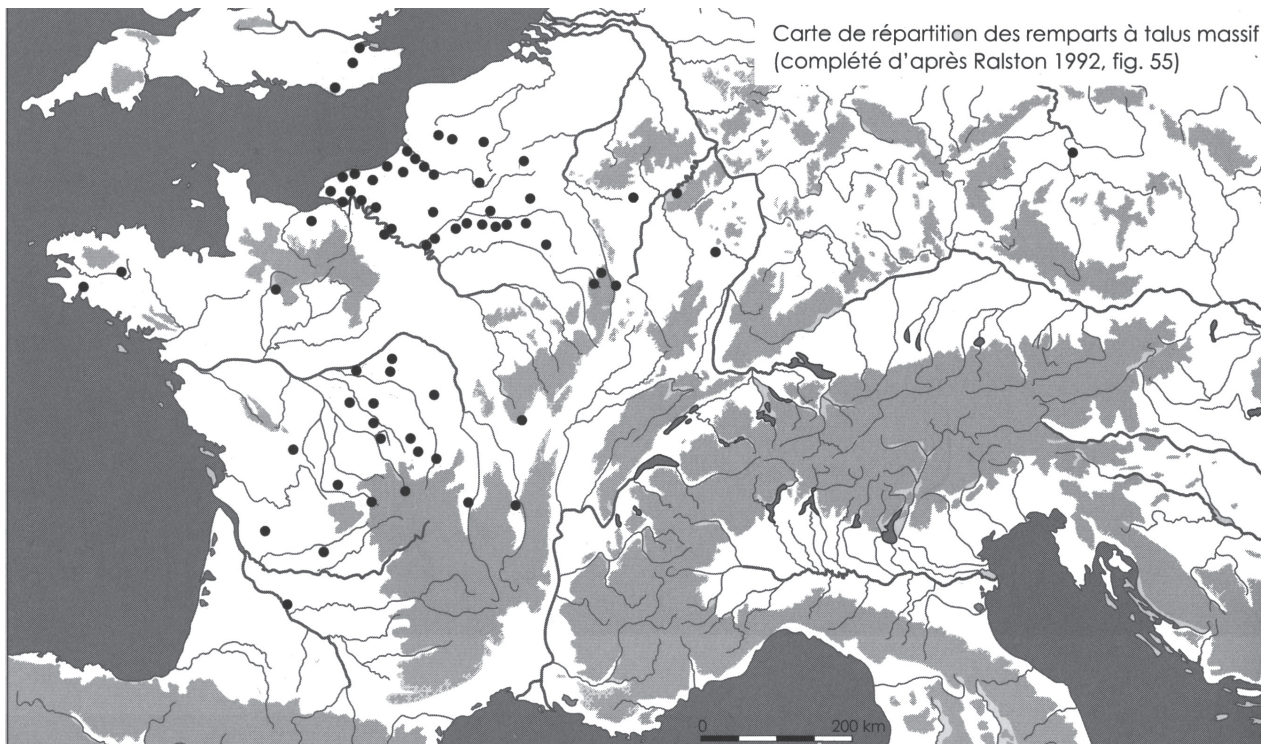 Carte de répartition des remparts à talus massif
(complété d'après Ralston 1992, fig. 55)
0 200 km